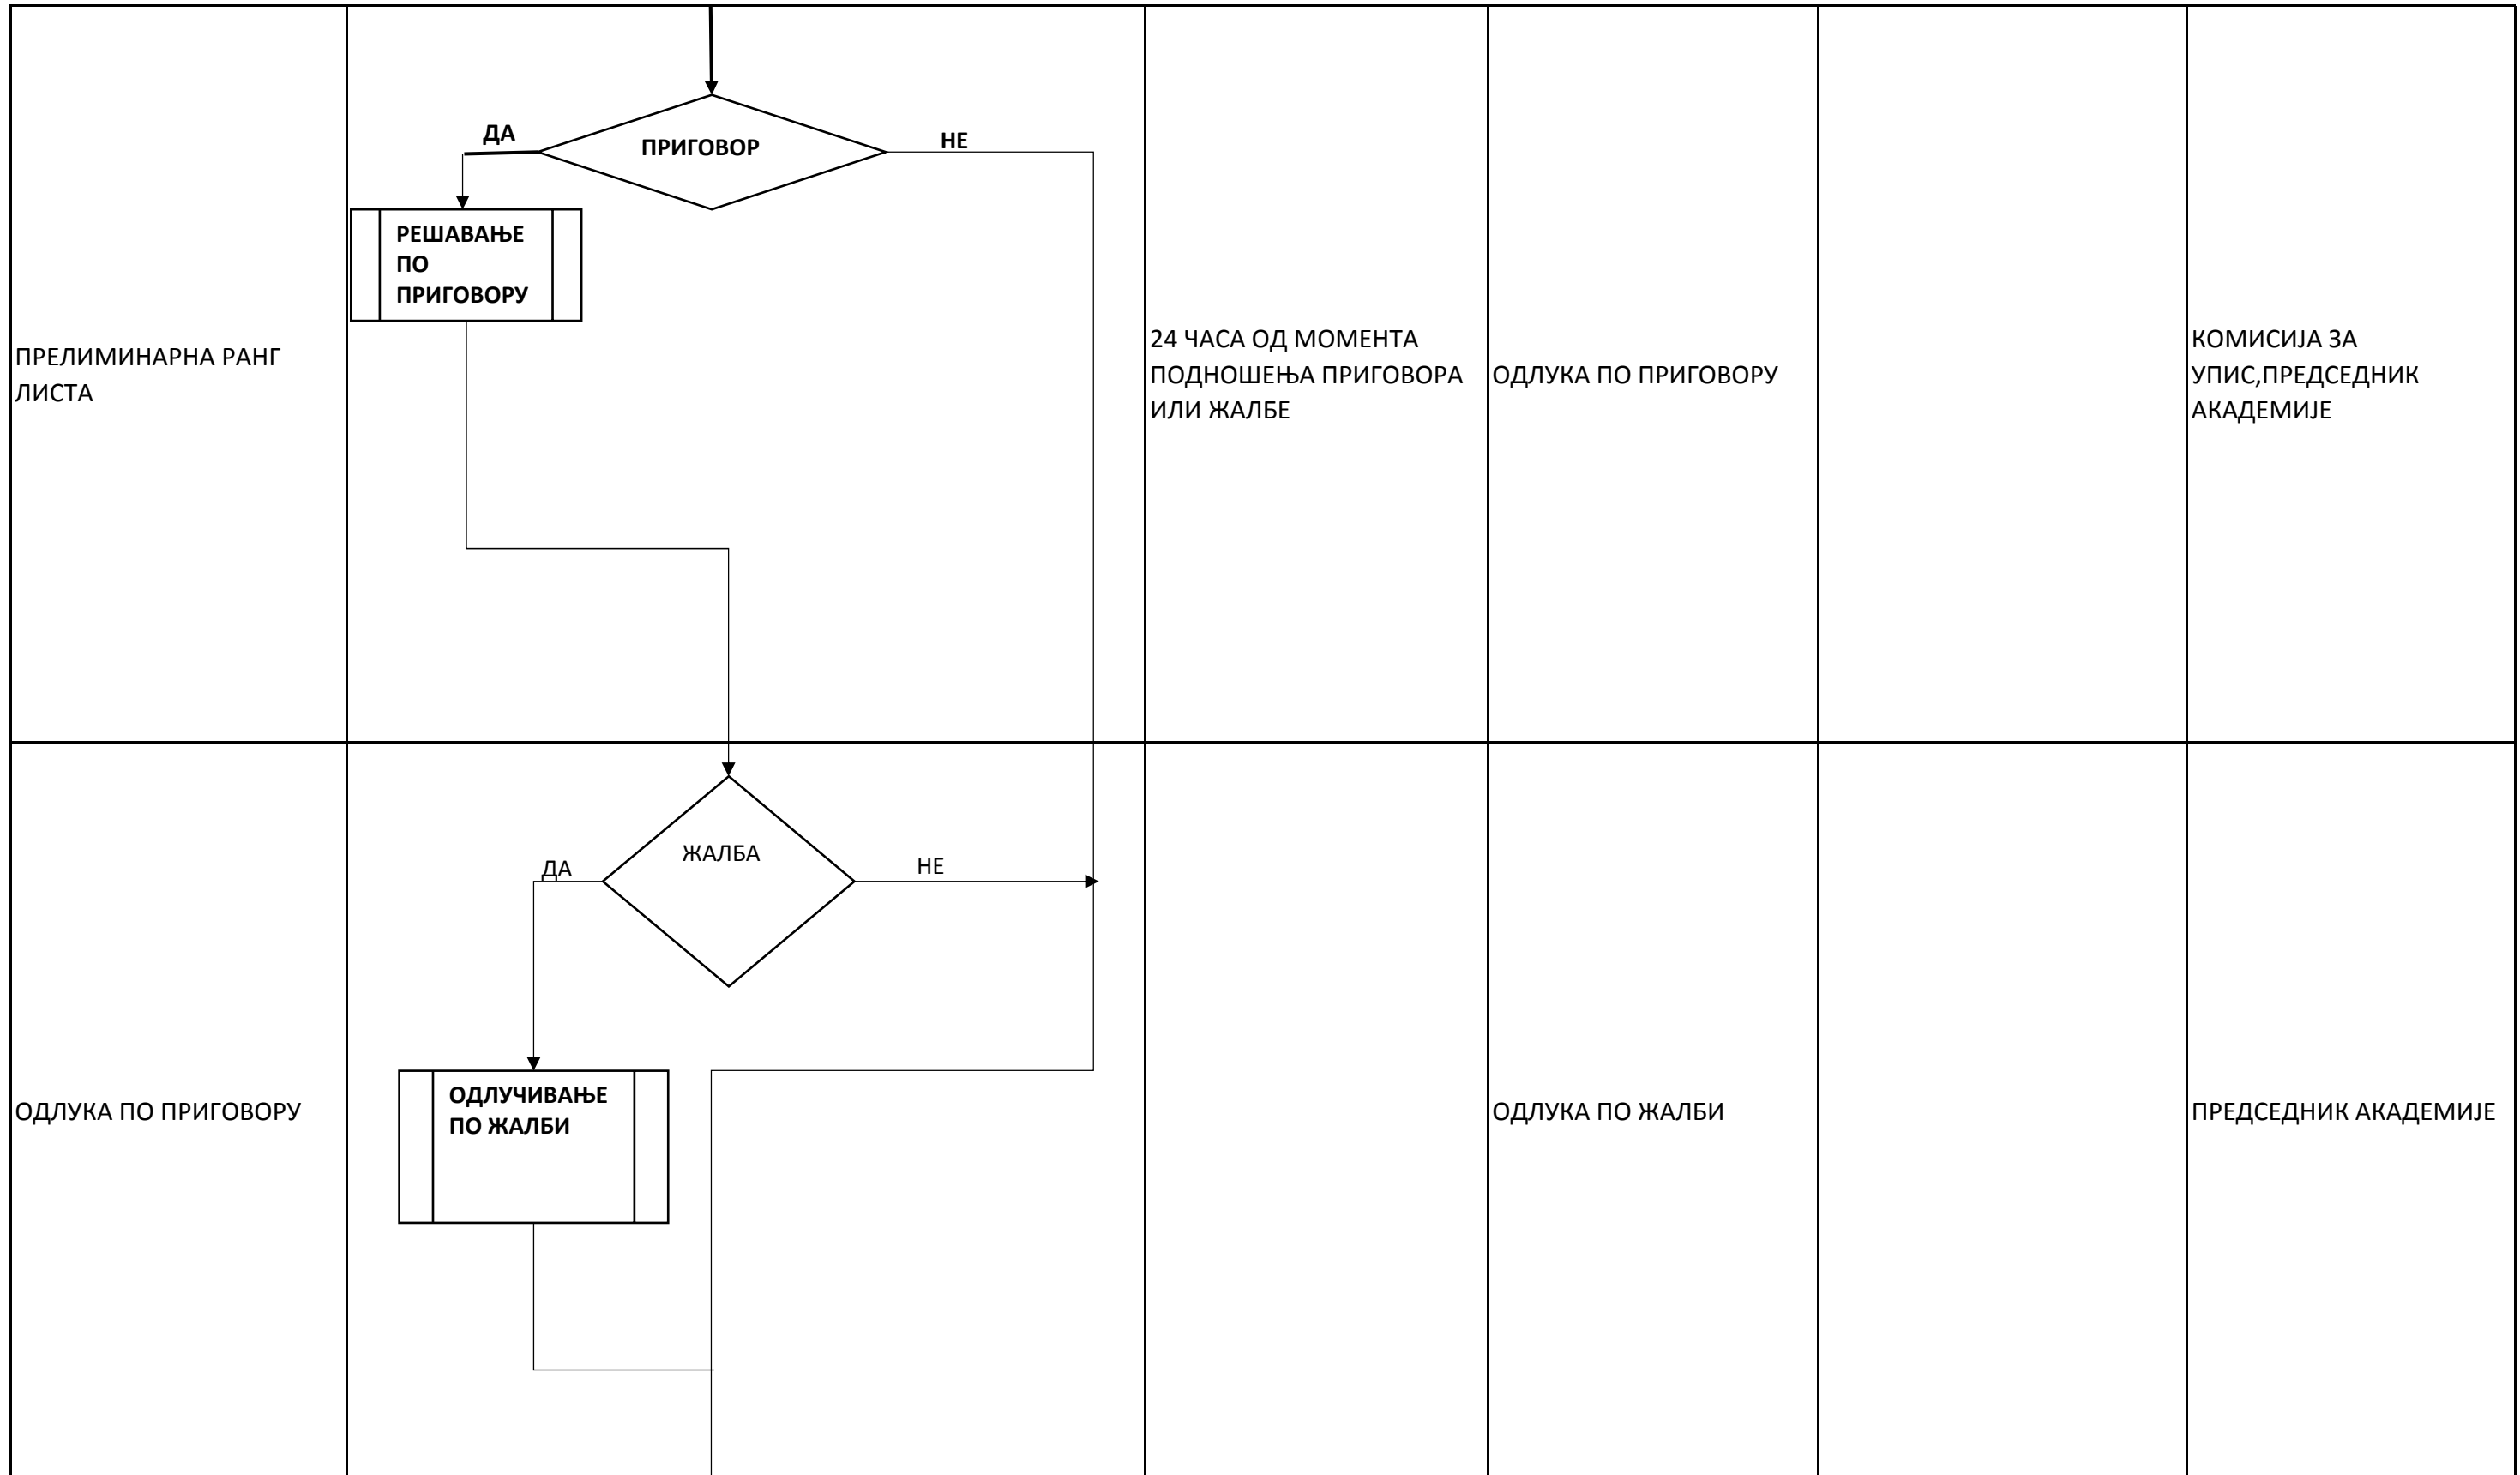 ПРЕЛИМИНАРНА РАНГ
ЛИСТА
ДА
ПРИГОВОР
НЕ
РЕШАВАЊЕ
ПО
ПРИГОВОРУ
24 ЧАСА ОД МОМЕНТА
ПОДНОШЕЊА ПРИГОВОРА
ИЛИ ЖАЛБЕ
ОДЛУКА ПО ПРИГОВОРУ
КОМИСИЈА ЗА
УПИС,ПРЕДСЕДНИК
АКАДЕМИЈЕ
ОДЛУКА ПО ПРИГОВОРУ
ДА
ЖАЛБА
НЕ
ОДЛУЧИВАЊЕ
ПО ЖАЛБИ
ОДЛУКА ПО ЖАЛБИ
ПРЕДСЕДНИК АКАДЕМИЈЕ